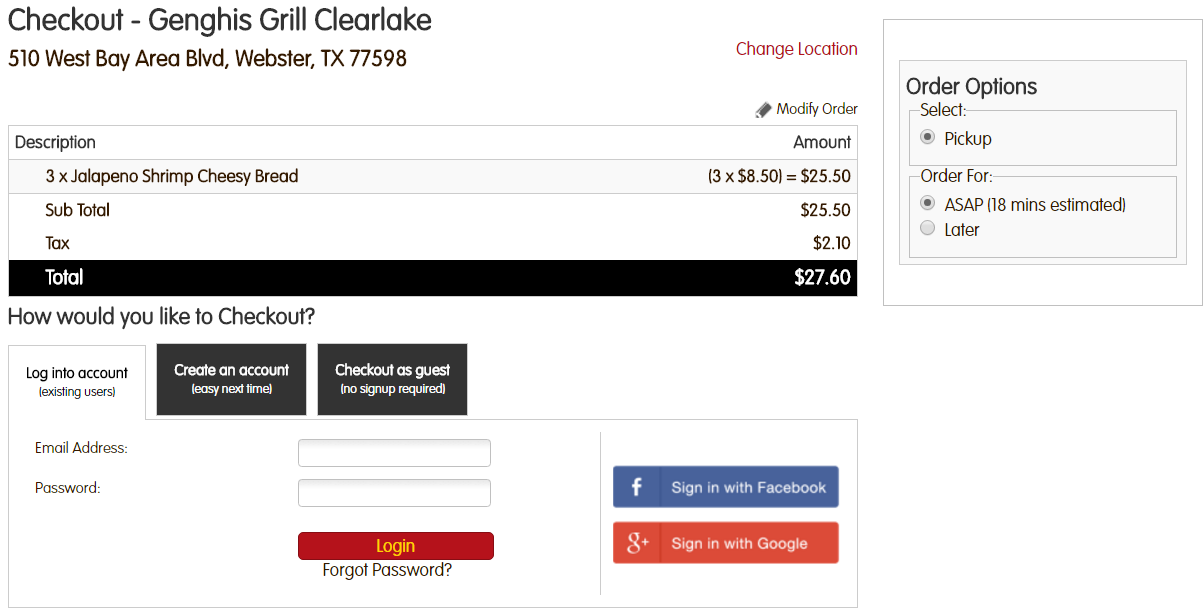 Checkout - Genghis Grill Clearlake
510 West Bay Area Blvd, Webster, TX 77598
Change Location
Modify Order
Description Amount
3 x Jalapeno Shrimp Cheesy Bread (3 x $8.50) = $25.50
Sub Total $25.50
Tax $2.10
Total $27.60
How would you like to Checkout?
Log into account
(existing users)
Create an account
(easy next time)
Checkout as guest
(no signup required)
Email Address:
Password:
Login
Forgot Password?
f Sign in with Facebook
g+ Sign in with Google
Order Options
Select:
Pickup
Order For:
ASAP (18 mins estimated)
Later